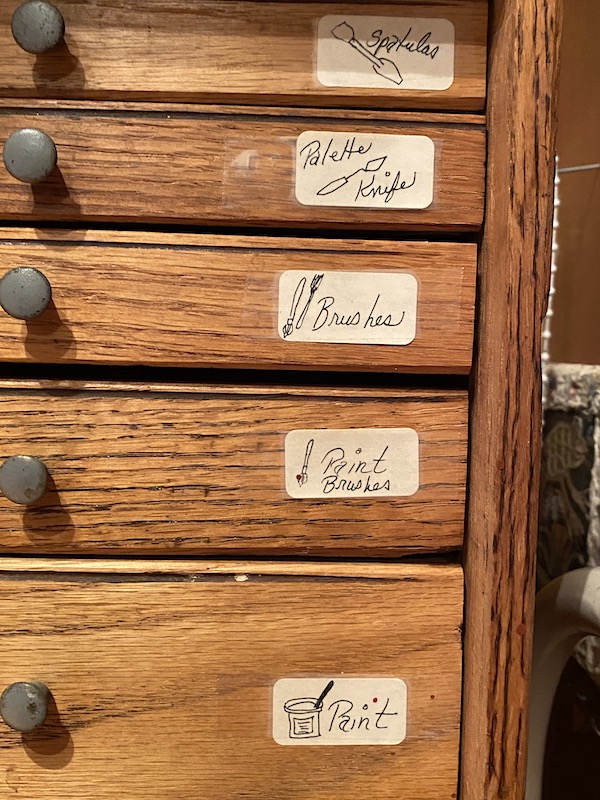 Spatulas
Palette
Knife
Brushes
Paint
Brushes
Paint